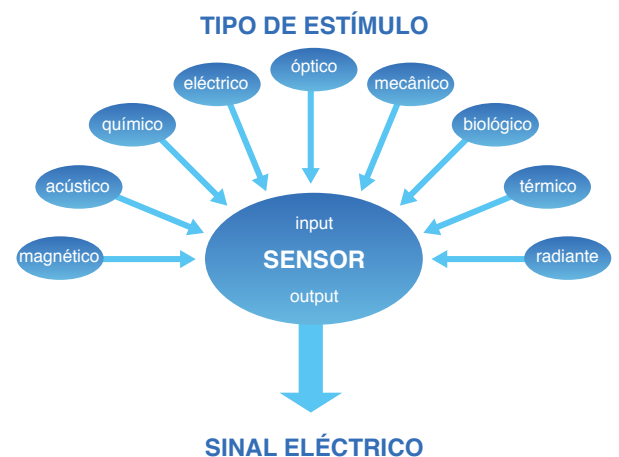 TIPO DE ESTÍMULO
óptico
eléctrico
mecânico
químico
biológico
acústico
térmico
magnético
radiante
input
SENSOR
output
SINAL ELÉCTRICO